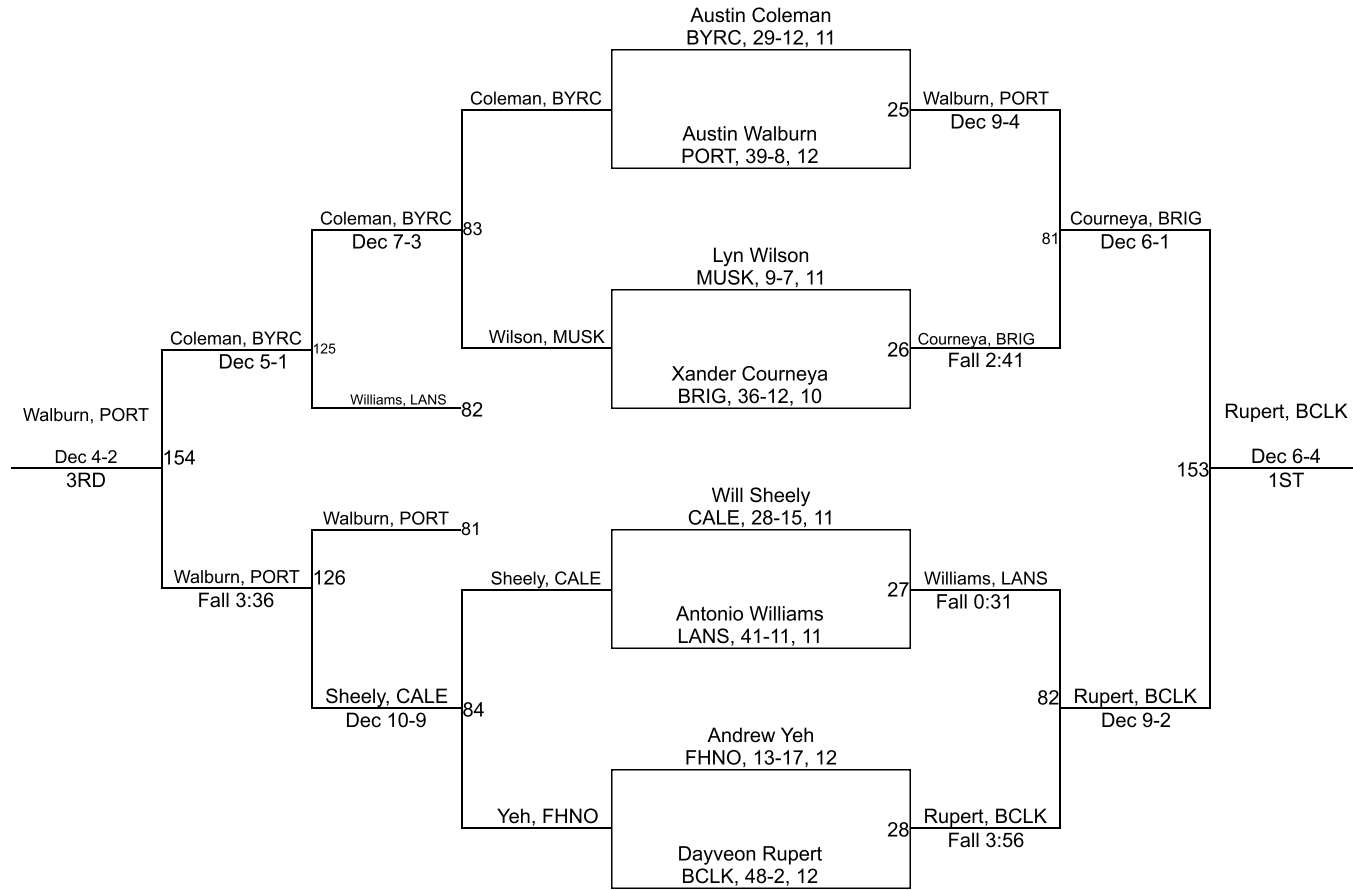 Austin Coleman
BYRC, 29-12, 11
Coleman, BYRC
25
Walburn, PORT
Dec 9-4
Austin Walburn
PORT, 39-8, 12
Coleman, BYRC
Dec 7-3
83
81
Courneya, BRIG
Dec 6-1
Lyn Wilson
MUSK, 9-7, 11
Wilson, MUSK
26
Courneya, BRIG
Fall 2:41
Xander Courneya
BRIG, 36-12, 10
Coleman, BYRC
Dec 5-1
125
Williams, LANS
82
Walburn, PORT
Dec 4-2
3RD
154
Rupert, BCLK
153
Dec 6-4
1ST
Will Sheely
CALE, 28-15, 11
Walburn, PORT
81
Walburn, PORT
Fall 3:36
126
Sheely, CALE
27
Williams, LANS
Fall 0:31
Antonio Williams
LANS, 41-11, 11
Sheely, CALE
Dec 10-9
84
82
Rupert, BCLK
Dec 9-2
Andrew Yeh
FHNO, 13-17, 12
Yeh, FHNO
28
Rupert, BCLK
Fall 3:56
Dayveon Rupert
BCLK, 48-2, 12